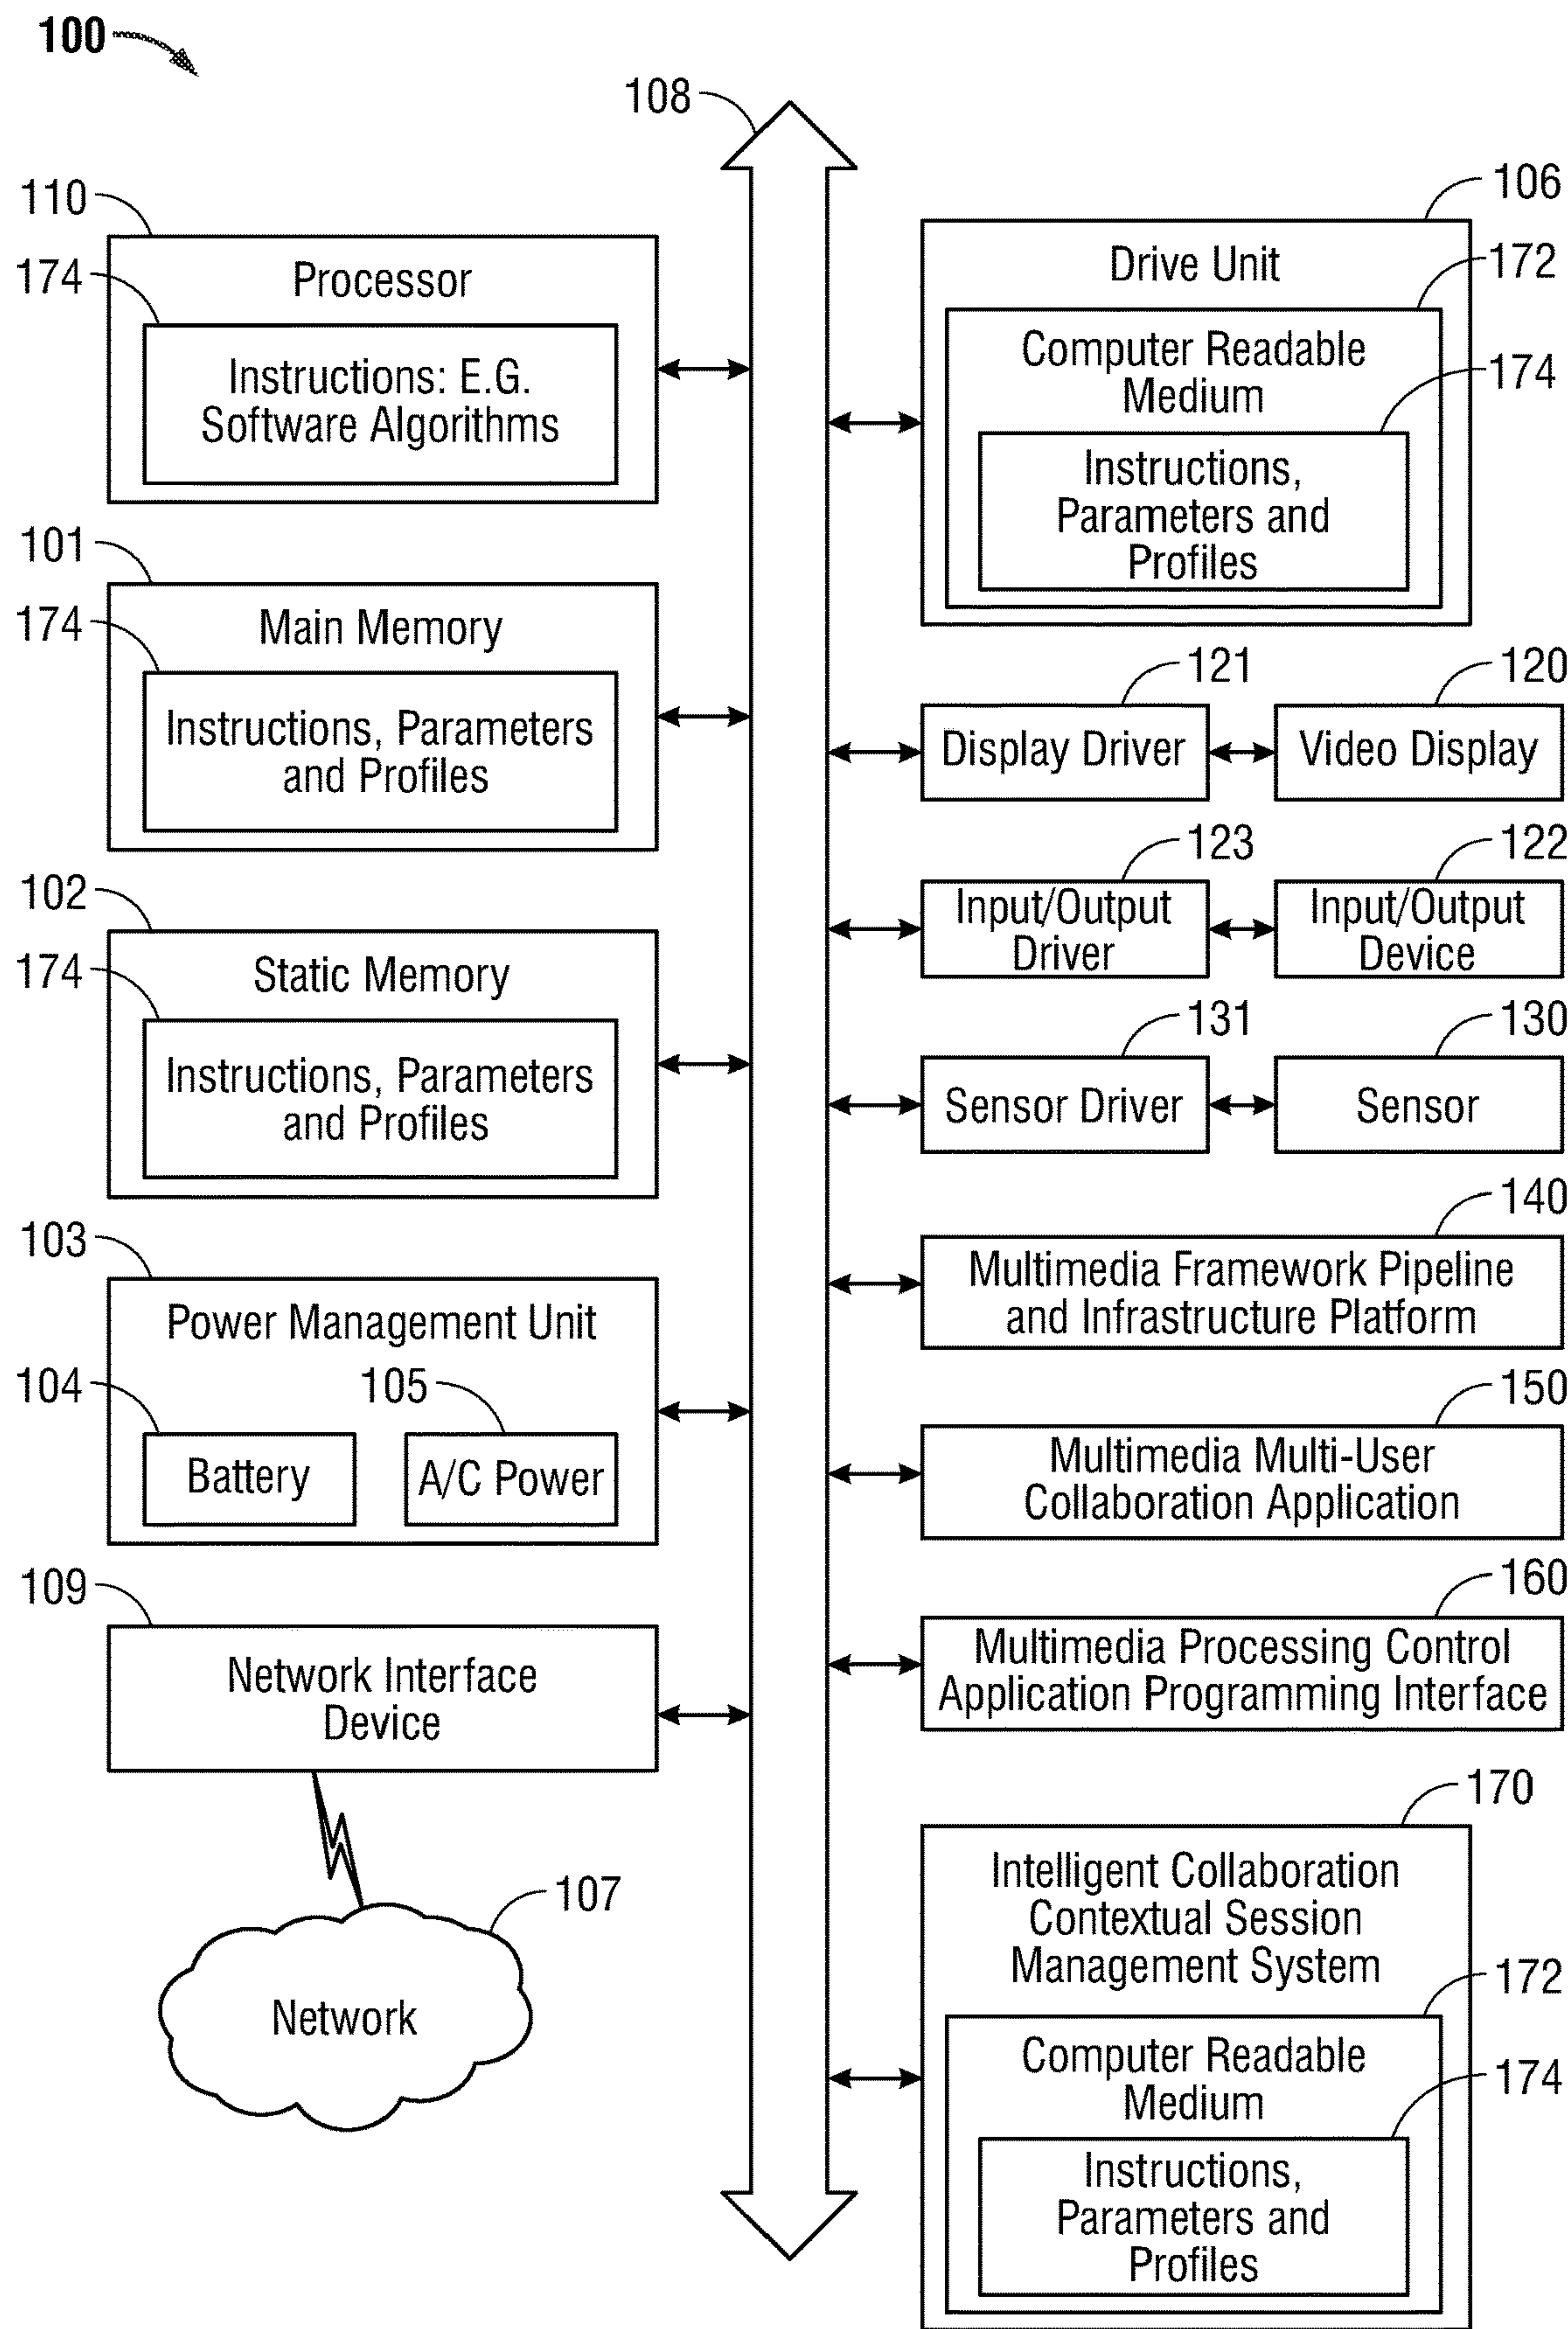 100
108
110
Processor
174
Instructions: E.G.
Software Algorithms
101
Main Memory
174
Instructions, Parameters
and Profiles
102
Static Memory
174
Instructions, Parameters
and Profiles
103
Power Management Unit
104
105
Battery
A/C Power
109
Network Interface
Device
107
Network
106
Drive Unit
172
Computer Readable
Medium
174
Instructions,
Parameters and
Profiles
121
120
Display Driver
Video Display
123
122
Input/Output
Driver
Input/Output
Device
131
130
Sensor Driver
Sensor
140
Multimedia Framework Pipeline
and Infrastructure Platform
150
Multimedia Multi-User
Collaboration Application
160
Multimedia Processing Control
Application Programming Interface
170
Intelligent Collaboration
Contextual Session
Management System
172
Computer Readable
Medium
174
Instructions,
Parameters and
Profiles